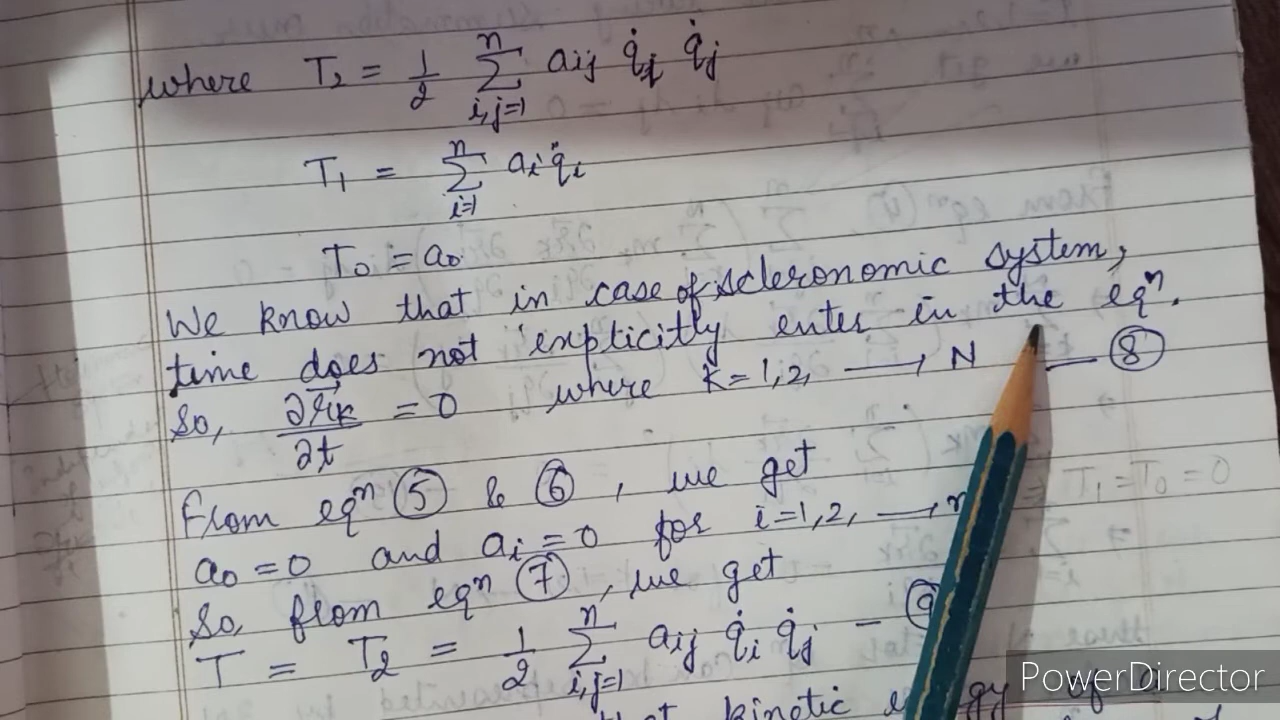 where T₂ = 1/2 Σ_{i,j=1}^{n} aᵢⱼ q̇ⱼ q̇ⱼ
T₁ = Σ_{i=1}^{n} aᵢ q̇ᵢ
T₀ = a₀.
We know that in case of scleronomic system,
time does not explicitly enter in the eqⁿ.
So, ∂r⃗ₖ/∂t = 0 where k = 1, 2, ⟶ N — ⑧
From eqⁿ ⑤ & ⑥, we get
a₀ = 0 and aᵢ = 0 for i = 1, 2, ⟶ n
So, from eqⁿ ⑦, we get
T = T₂ = 1/2 Σ_{i,j=1}^{n} aᵢⱼ q̇ᵢ q̇ⱼ — ⑨
that kinetic of a
PowerDirector